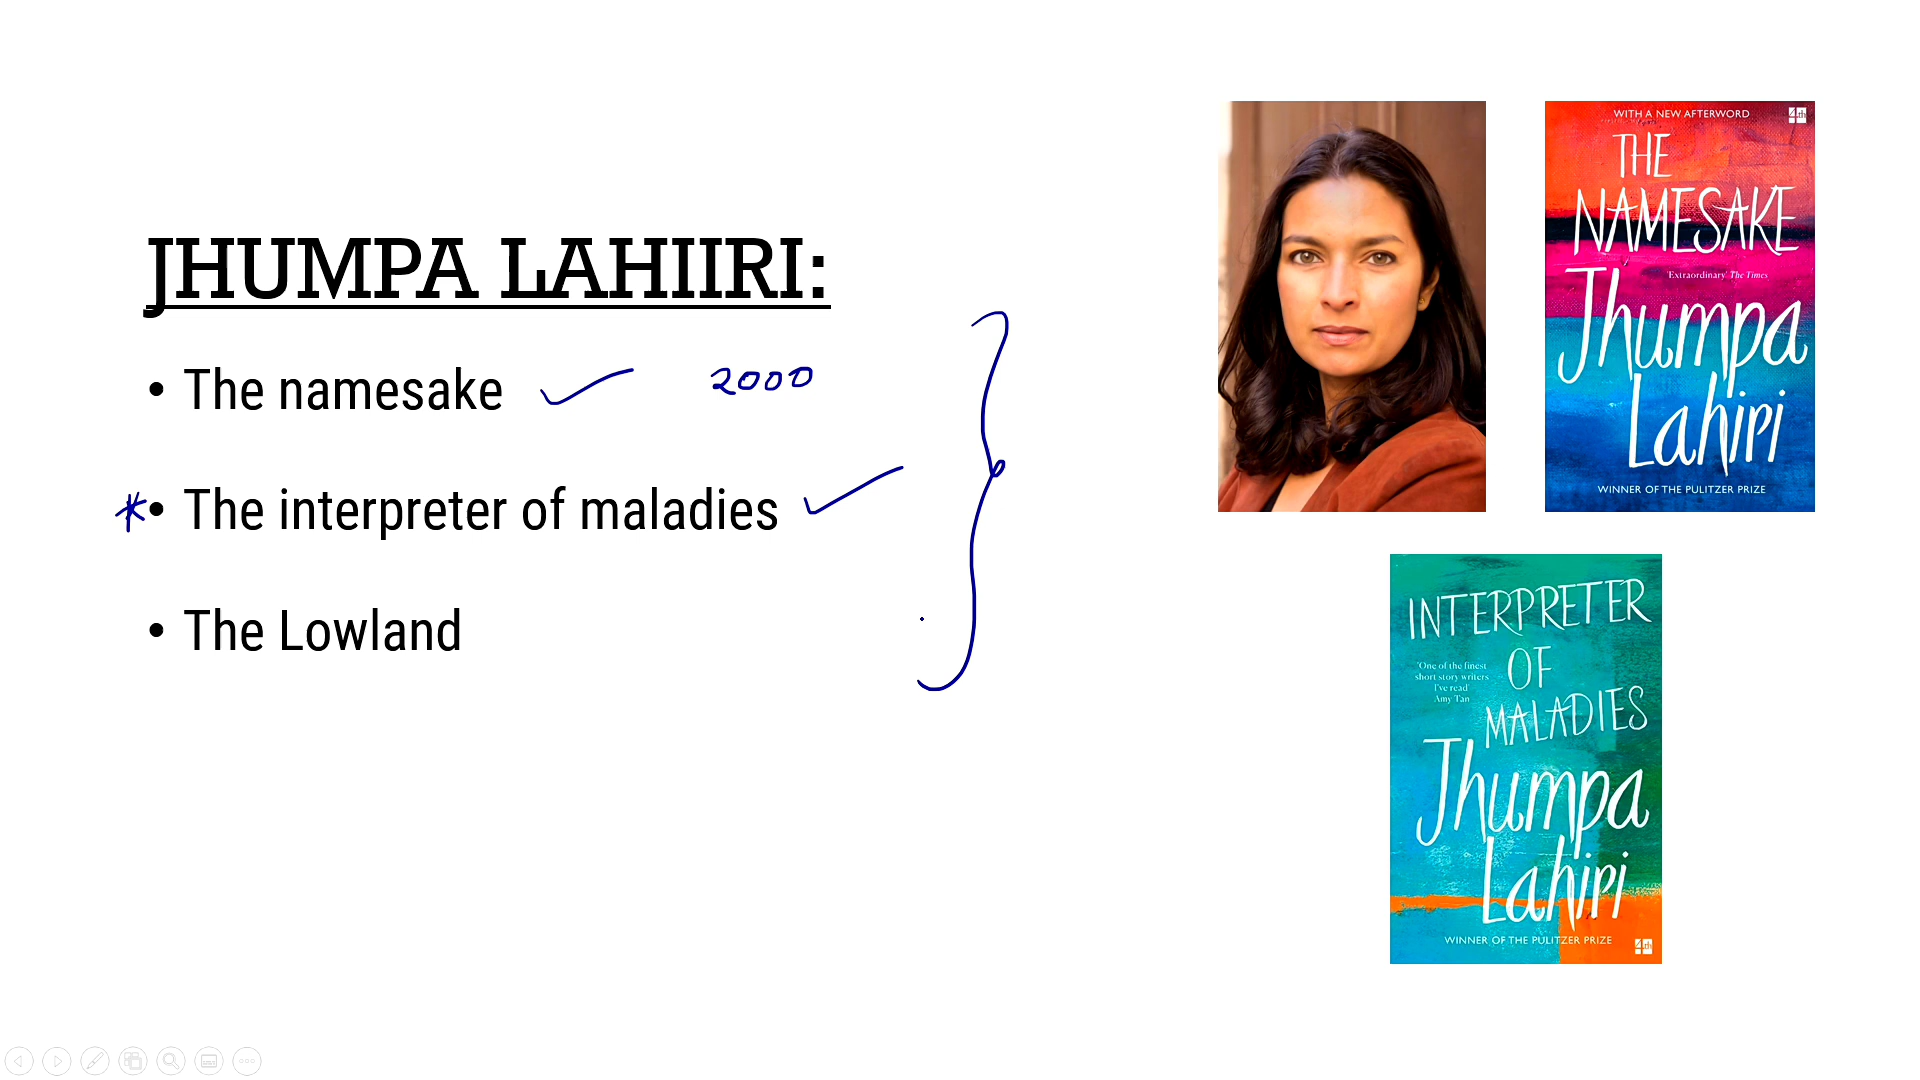 JHUMPA LAHIIRI:
• The namesake
2000
• The interpreter of maladies
• The Lowland
WITH A NEW AFTERWORD
4th
THE
NAMESAKE
'Extraordinary' The Times
Jhumpa
Lahiri
WINNER OF THE PULITZER PRIZE
INTERPRETER
OF
MALADIES
'One of the finest
short story writers
I've read'
Amy Tan
Jhumpa
Lahiri
WINNER OF THE PULITZER PRIZE
4th